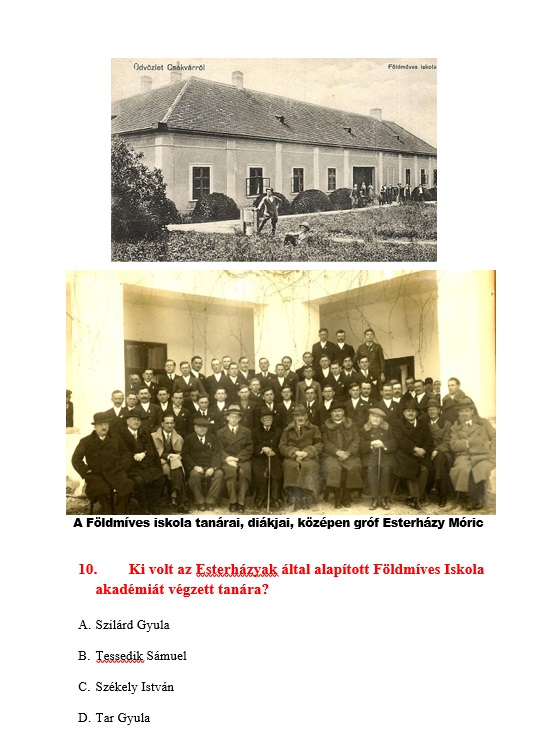 Üdvözlet Csákvárról
Földmíves iskola
A Földmíves iskola tanárai, diákjai, középen gróf Esterházy Móric
10. Ki volt az Esterházyak által alapított Földmíves Iskola
akadémiát végzett tanára?
A. Szilárd Gyula
B. Tessedik Sámuel
C. Székely István
D. Tar Gyula